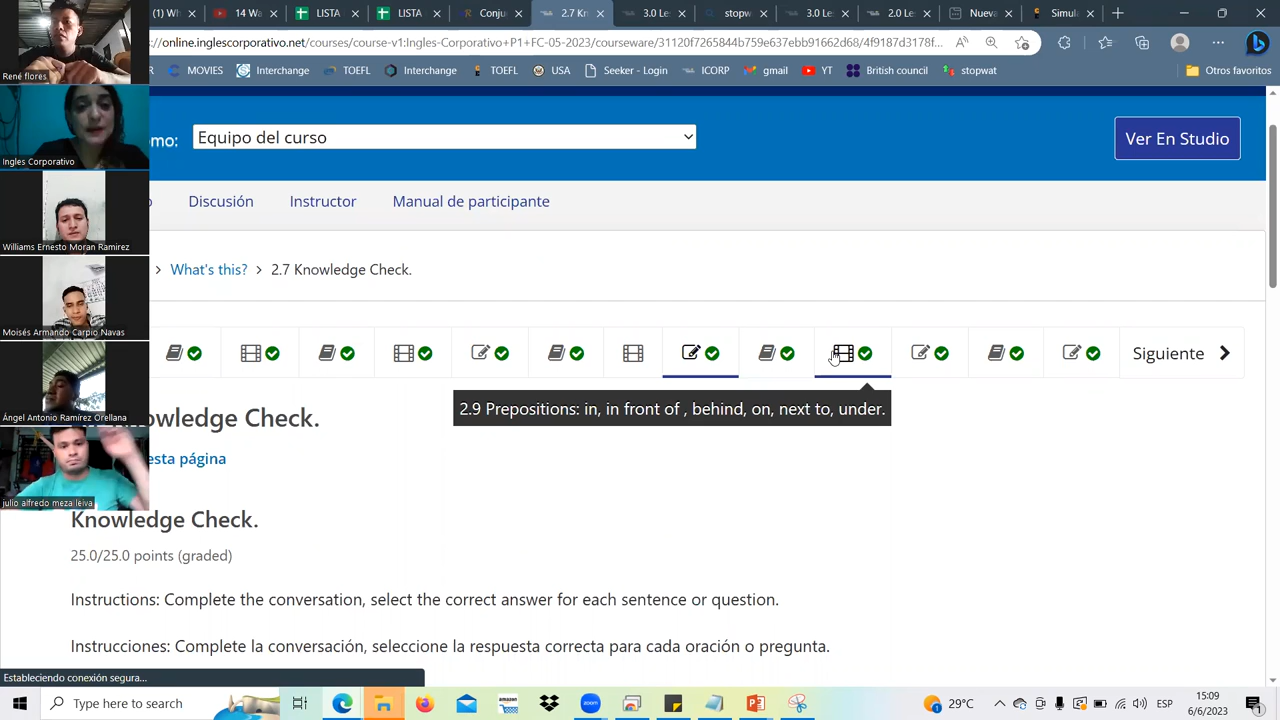 (1) W
14 W
LISTA
LISTA
Conju
2.7 Kn
3.0 Le
3.0 Le
2.0 Le
Nueva
Simul
://online.inglescorporativo.net/courses/course-v1:Ingles-Corporativo+P1+FC-05-2023/courseware/31120f7265844b759e637ebb91662d68/4f9187d3178f...
R
MOVIES
Interchange
TOEFL
Interchange
TOEFL
USA
Seeker - Login
ICORP
gmail
YT
British council
stopwat
Otros favoritos
René flores
Ingles Corporativo
Williams Ernesto Moran Ramirez
Moisés Armando Carpio Navas
Ángel Antonio Ramírez Orellana
julio alfredo meza leiva
omo:
Equipo del curso
Ver En Studio
o
Discusión
Instructor
Manual de participante
What's this?
2.7 Knowledge Check.
Siguiente
2.9 Prepositions: in, in front of , behind, on, next to, under.
owledge Check.
esta página
Knowledge Check.
25.0/25.0 points (graded)
Instructions: Complete the conversation, select the correct answer for each sentence or question.
Instrucciones: Complete la conversación, seleccione la respuesta correcta para cada oración o pregunta.
Estableciendo conexión segura...
Type here to search
29°C
ESP
15:09
6/6/2023